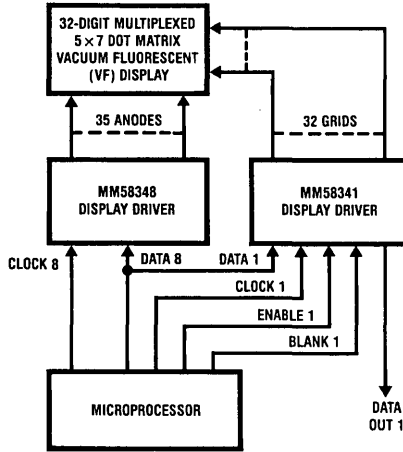 32-DIGIT MULTIPLEXED
5 × 7 DOT MATRIX
VACUUM FLUORESCENT
(VF) DISPLAY
35 ANODES
32 GRIDS
MM58348
DISPLAY DRIVER
MM58341
DISPLAY DRIVER
CLOCK 8
DATA 8
DATA 1
CLOCK 1
ENABLE 1
BLANK 1
MICROPROCESSOR
DATA
OUT 1